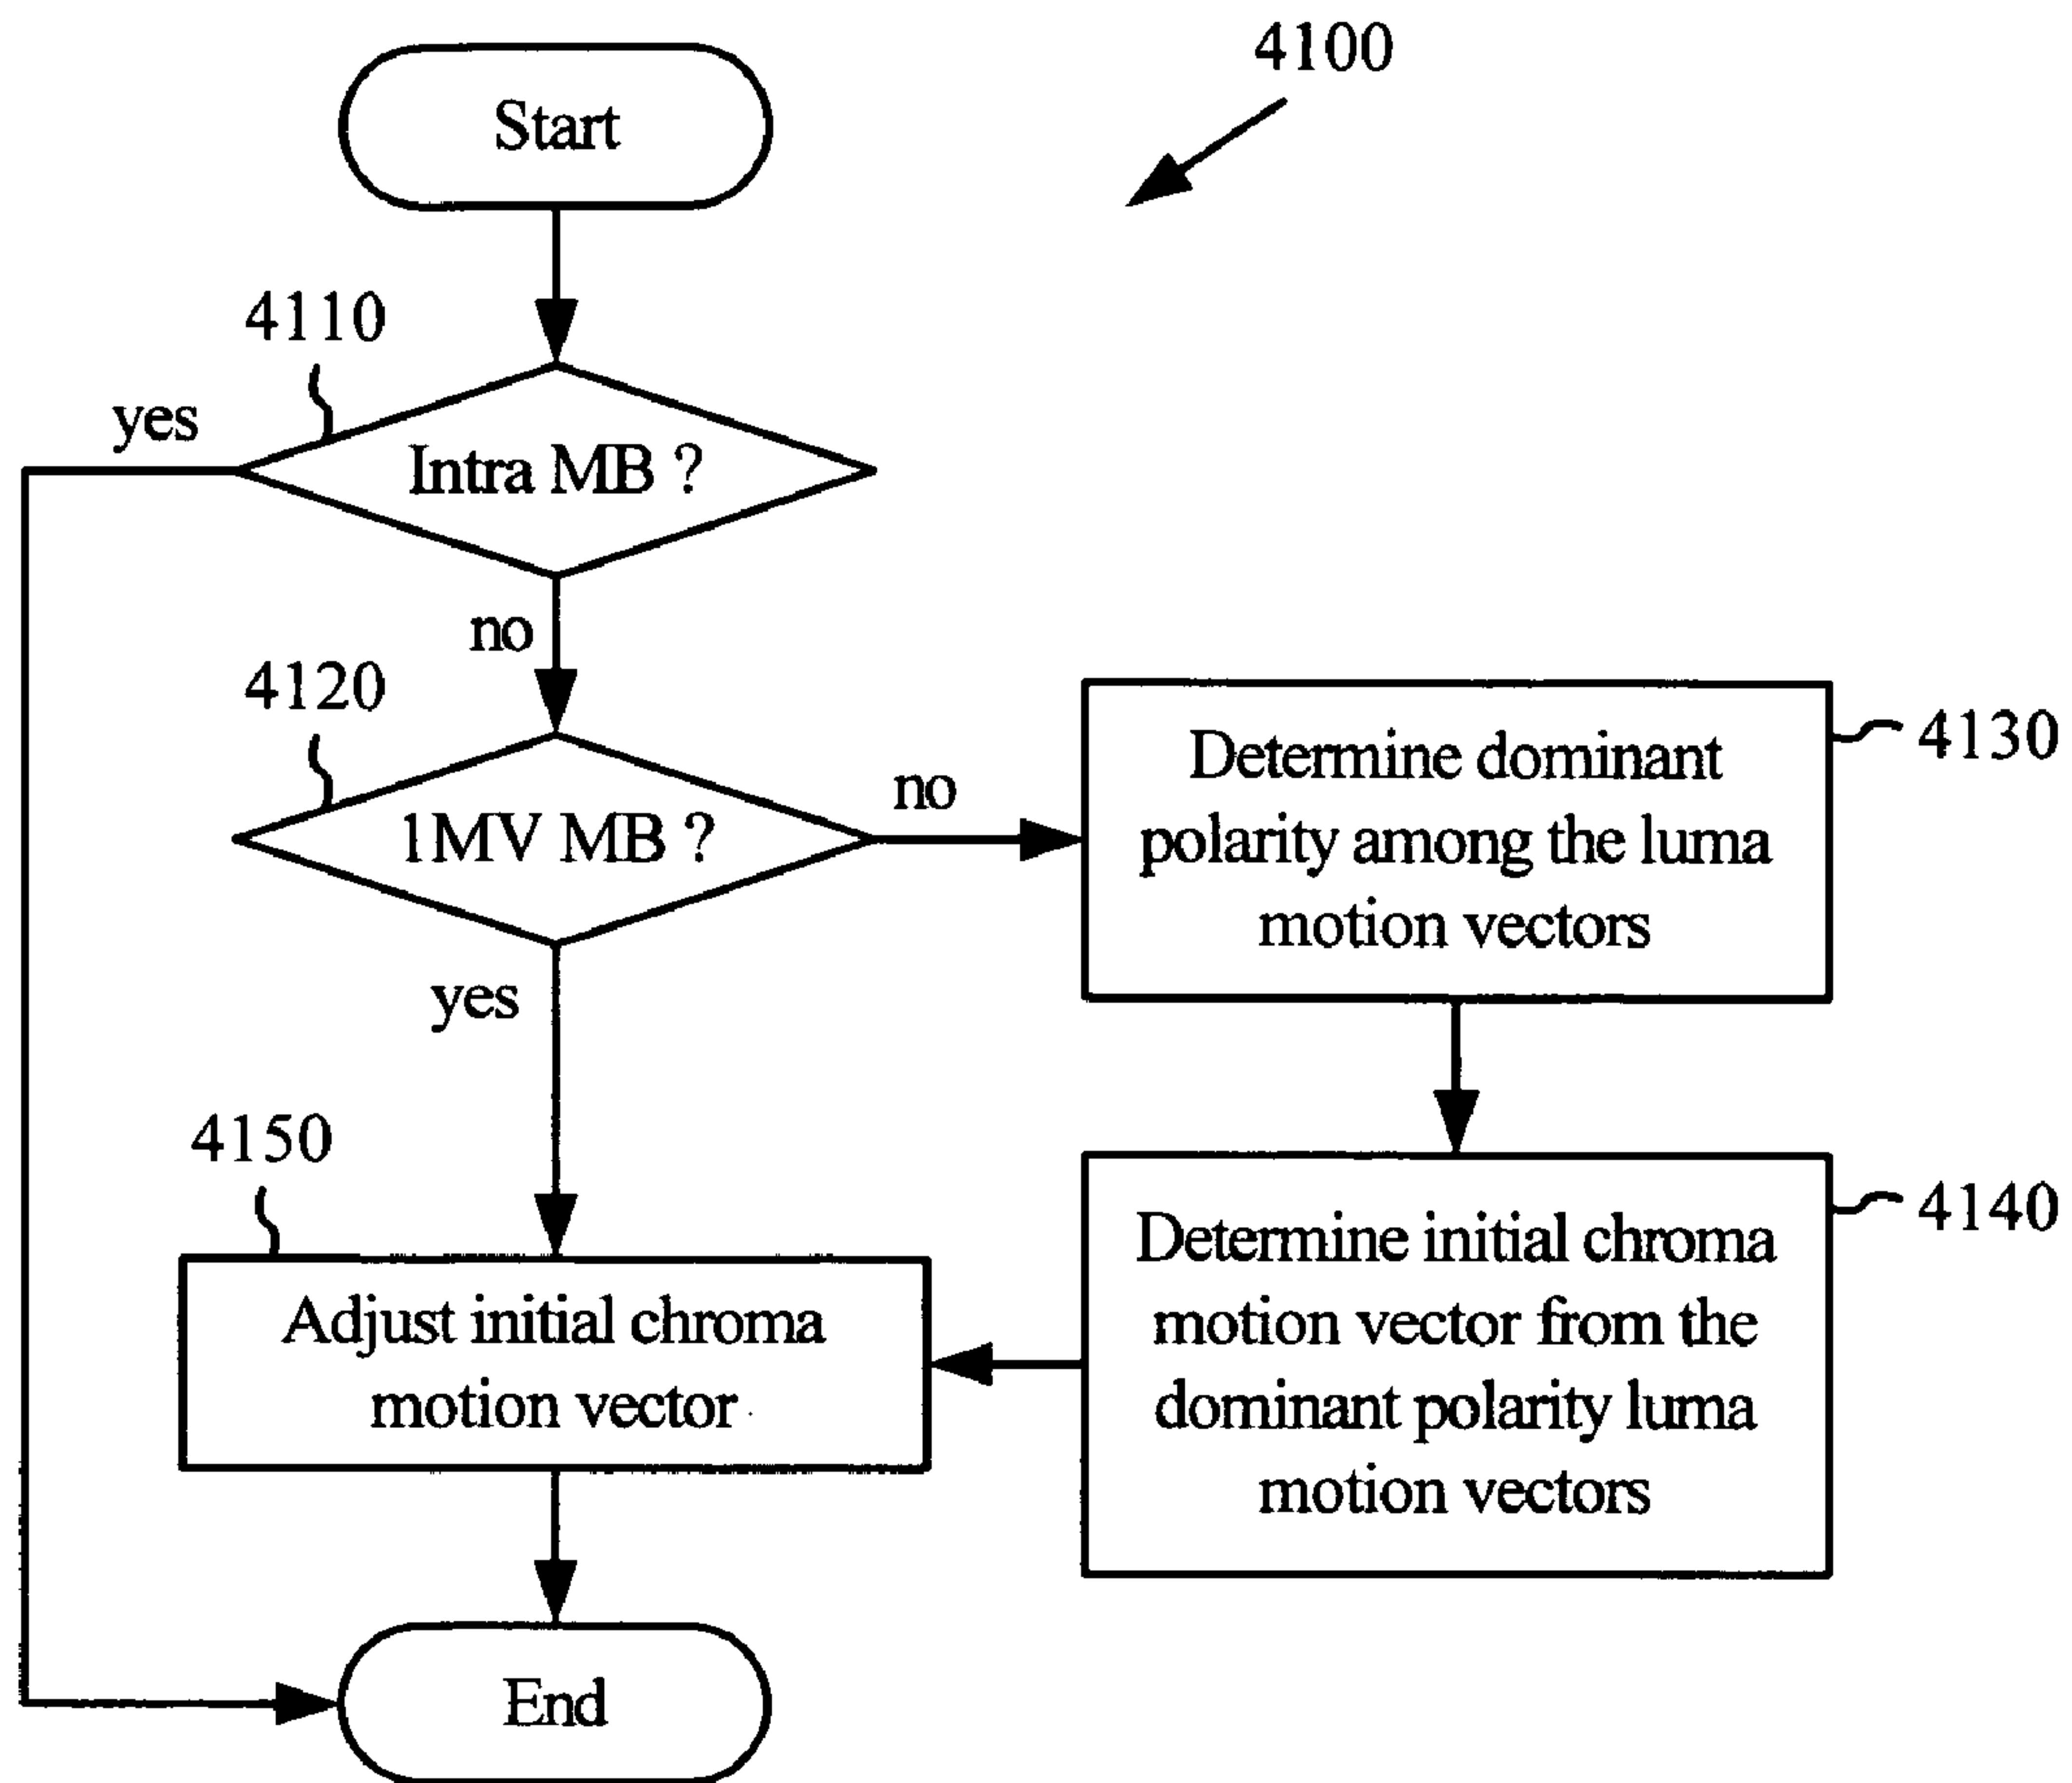 4100
Start
4110
yes
Intra MB ?
no
4120
1MV MB ?
no
Determine dominant
polarity among the luma
motion vectors
4130
yes
4150
Adjust initial chroma
motion vector
Determine initial chroma
motion vector from the
dominant polarity luma
motion vectors
4140
End